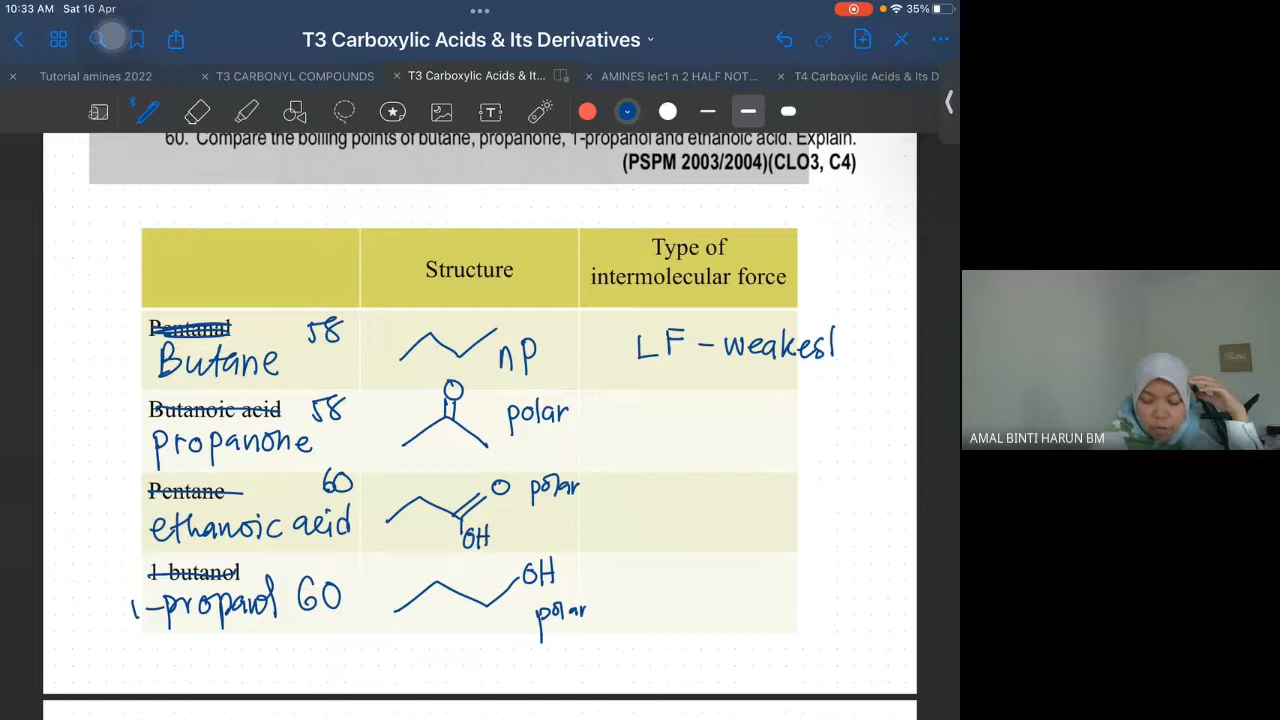 10:33 AM Sat 16 Apr
35%
T3 Carboxylic Acids & Its Derivatives
Tutorial amines 2022
T3 CARBONYL COMPOUNDS
T3 Carboxylic Acids & It...
AMINES lec1 n 2 HALF NOT...
T4 Carboxylic Acids & Its D
60. Compare the boiling points of butane, propanone, 1-propanol and ethanoic acid. Explain.
(PSPM 2003/2004)(CLO3, C4)
Structure
Type of
intermolecular force
Pentanal 58
Butane
nP
LF - weakest
Butanoic acid 58
propanone
O
polar
Pentane 60
ethanoic acid
O polar
OH
1-butanol
1-propanol 60
OH
polar
AMAL BINTI HARUN BM